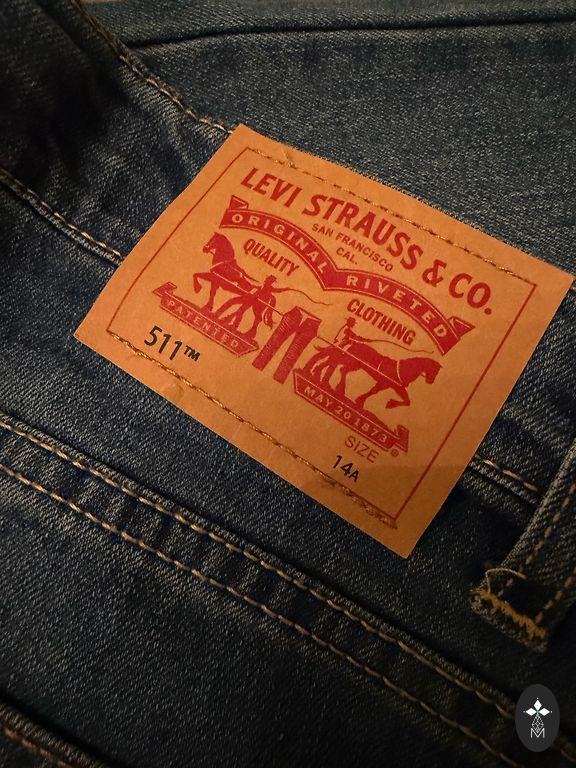 LEVI STRAUSS & CO.
SAN FRANCISCO
CAL.
ORIGINAL RIVETED
QUALITY CLOTHING
PATENTED
MAY 20 1873
®
511™
SIZE
14A
M